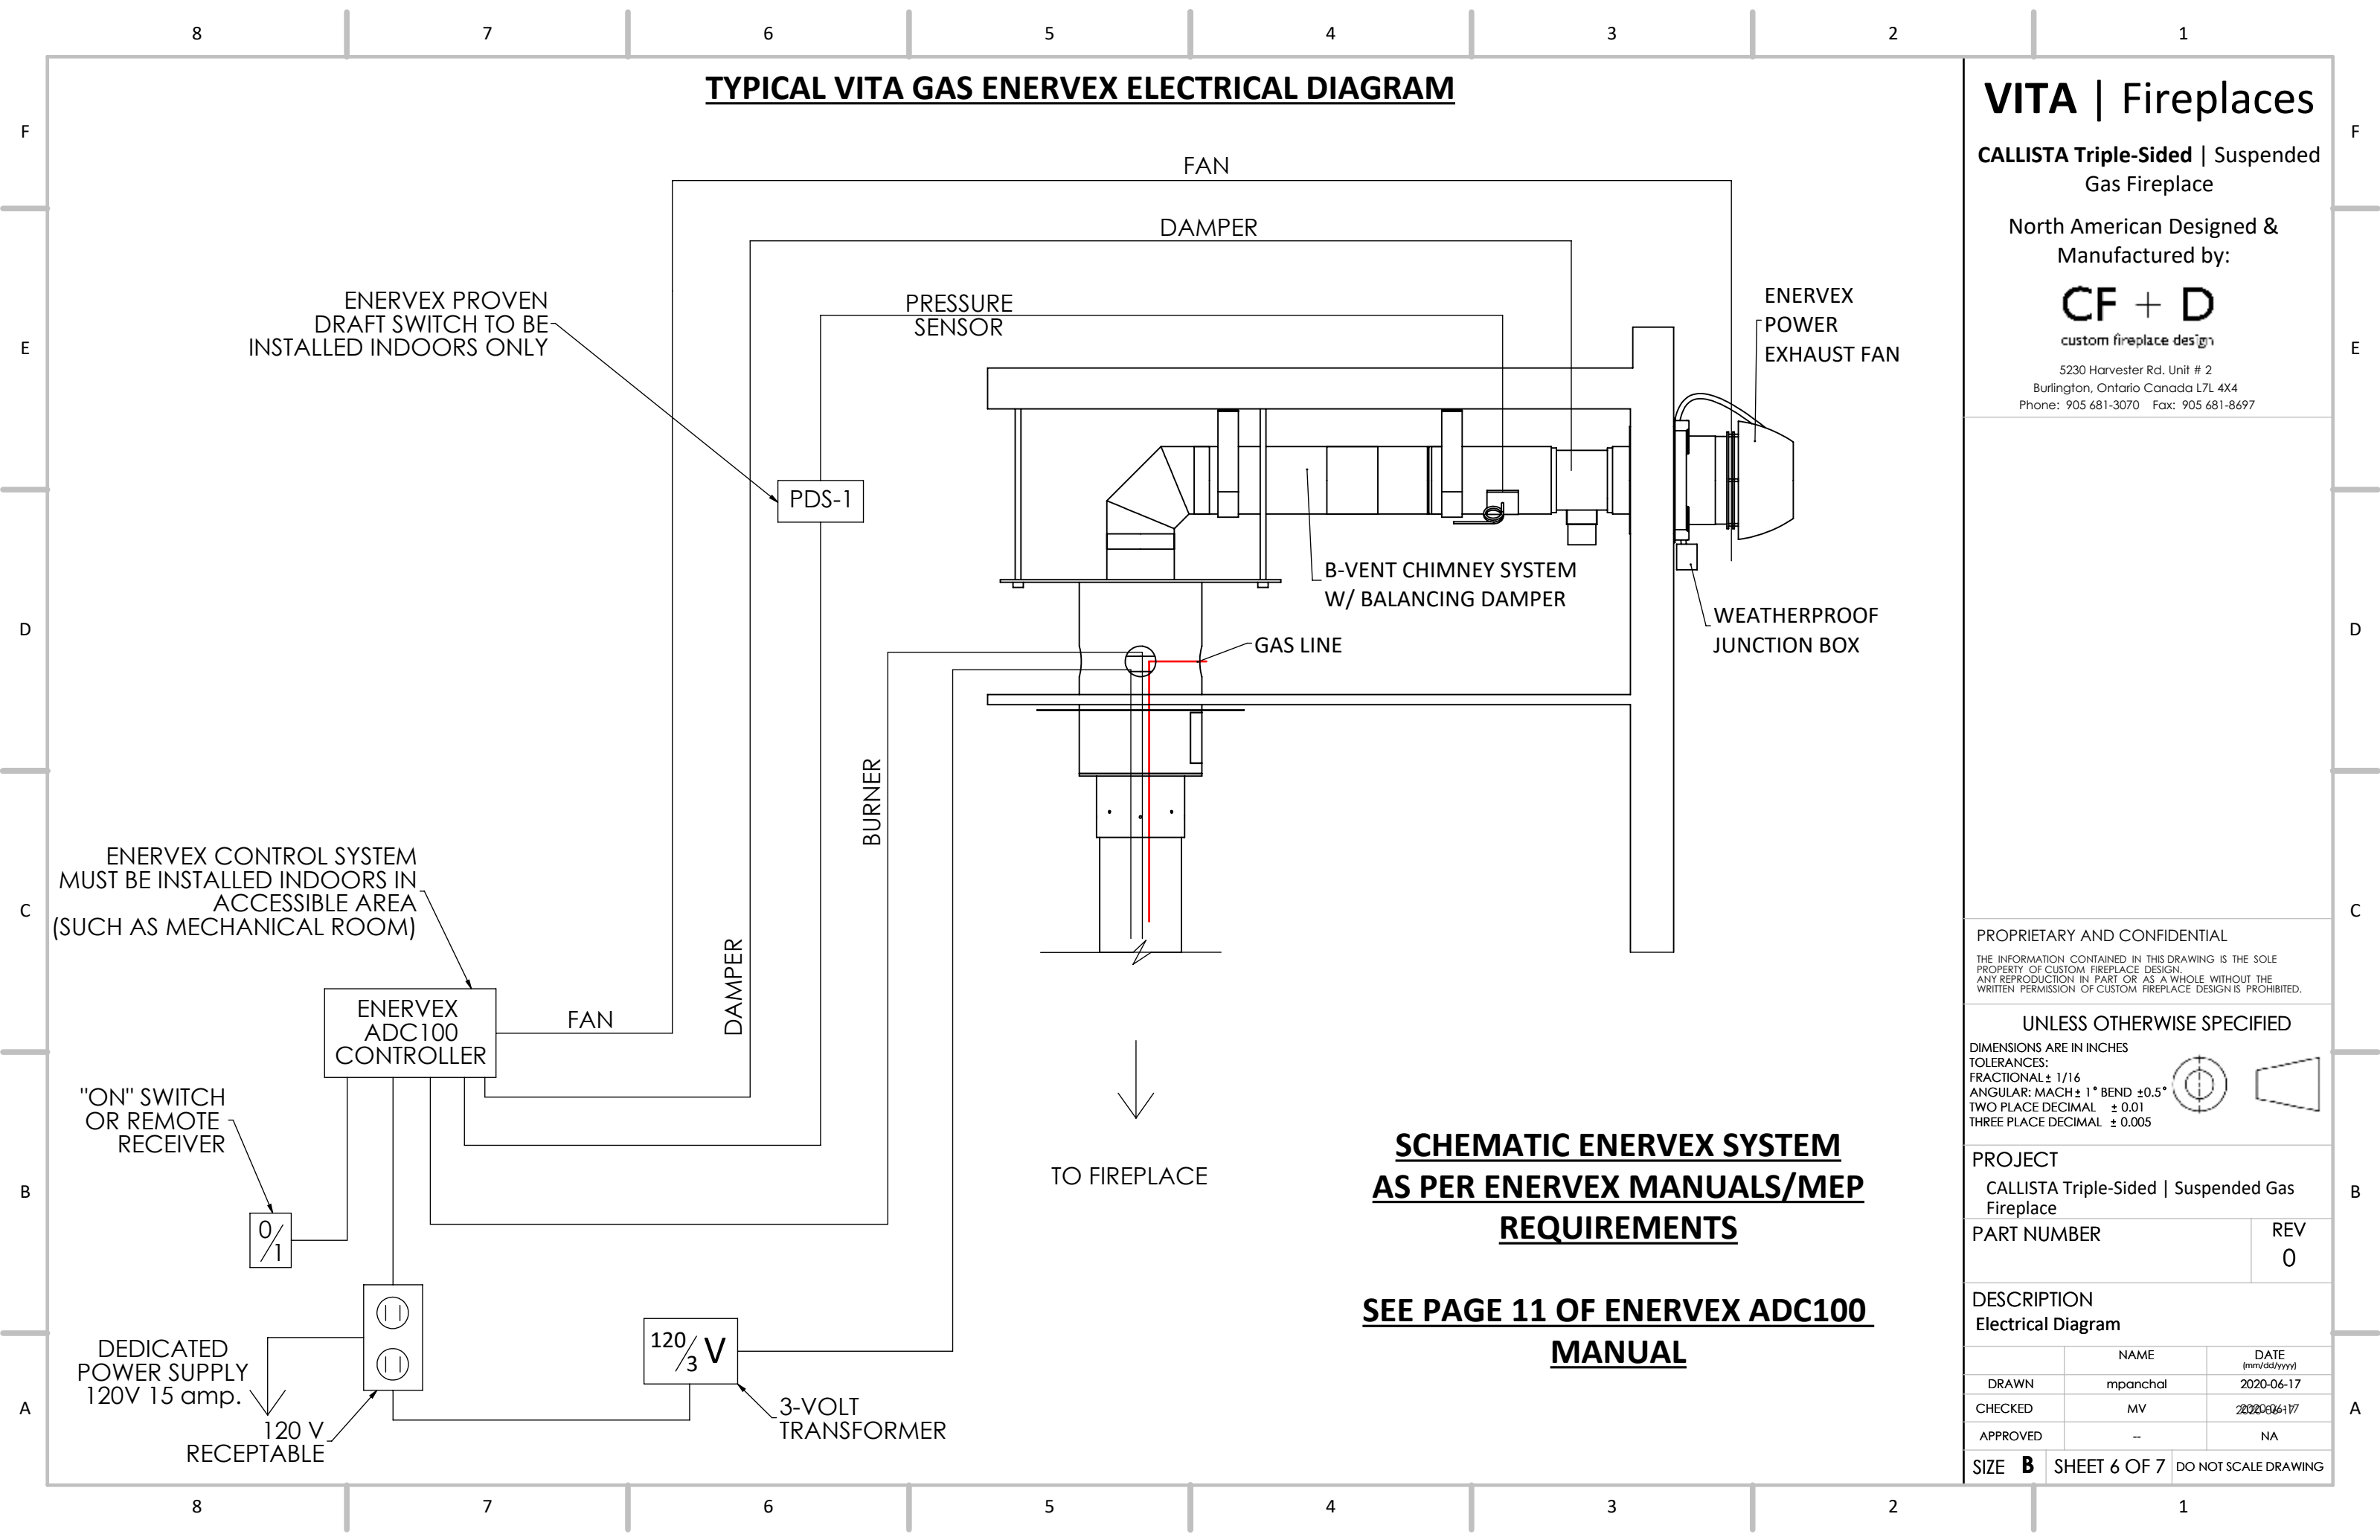 8 7 6 5 4 3 2 1
F
E
D
C
B
A
TYPICAL VITA GAS ENERVEX ELECTRICAL DIAGRAM
FAN
DAMPER
PRESSURE
SENSOR
ENERVEX PROVEN
DRAFT SWITCH TO BE
INSTALLED INDOORS ONLY
PDS-1
ENERVEX
POWER
EXHAUST FAN
B-VENT CHIMNEY SYSTEM
W/ BALANCING DAMPER
WEATHERPROOF
JUNCTION BOX
GAS LINE
BURNER
DAMPER
ENERVEX CONTROL SYSTEM
MUST BE INSTALLED INDOORS IN
ACCESSIBLE AREA
(SUCH AS MECHANICAL ROOM)
ENERVEX
ADC100
CONTROLLER
FAN
"ON" SWITCH
OR REMOTE
RECEIVER
0/1
DEDICATED
POWER SUPPLY
120V 15 amp.
120 V
RECEPTABLE
120/3 V
3-VOLT
TRANSFORMER
TO FIREPLACE
SCHEMATIC ENERVEX SYSTEM
AS PER ENERVEX MANUALS/MEP
REQUIREMENTS
SEE PAGE 11 OF ENERVEX ADC100
MANUAL
VITA | Fireplaces
CALLISTA Triple-Sided | Suspended
Gas Fireplace
North American Designed &
Manufactured by:
CF + D
custom fireplace design
5230 Harvester Rd. Unit # 2
Burlington, Ontario Canada L7L 4X4
Phone: 905 681-3070 Fax: 905 681-8697
PROPRIETARY AND CONFIDENTIAL
THE INFORMATION CONTAINED IN THIS DRAWING IS THE SOLE
PROPERTY OF CUSTOM FIREPLACE DESIGN.
ANY REPRODUCTION IN PART OR AS A WHOLE WITHOUT THE
WRITTEN PERMISSION OF CUSTOM FIREPLACE DESIGN IS PROHIBITED.
UNLESS OTHERWISE SPECIFIED
DIMENSIONS ARE IN INCHES
TOLERANCES:
FRACTIONAL ± 1/16
ANGULAR: MACH ± 1° BEND ±0.5°
TWO PLACE DECIMAL ± 0.01
THREE PLACE DECIMAL ± 0.005
PROJECT
CALLISTA Triple-Sided | Suspended Gas
Fireplace
PART NUMBER
REV
0
DESCRIPTION
Electrical Diagram
NAME DATE
(mm/dd/yyyy)
DRAWN mpanchal 2020-06-17
CHECKED MV 2020-06-17
APPROVED -- NA
SIZE B SHEET 6 OF 7 DO NOT SCALE DRAWING
F
E
D
C
B
A
8 7 6 5 4 3 2 1